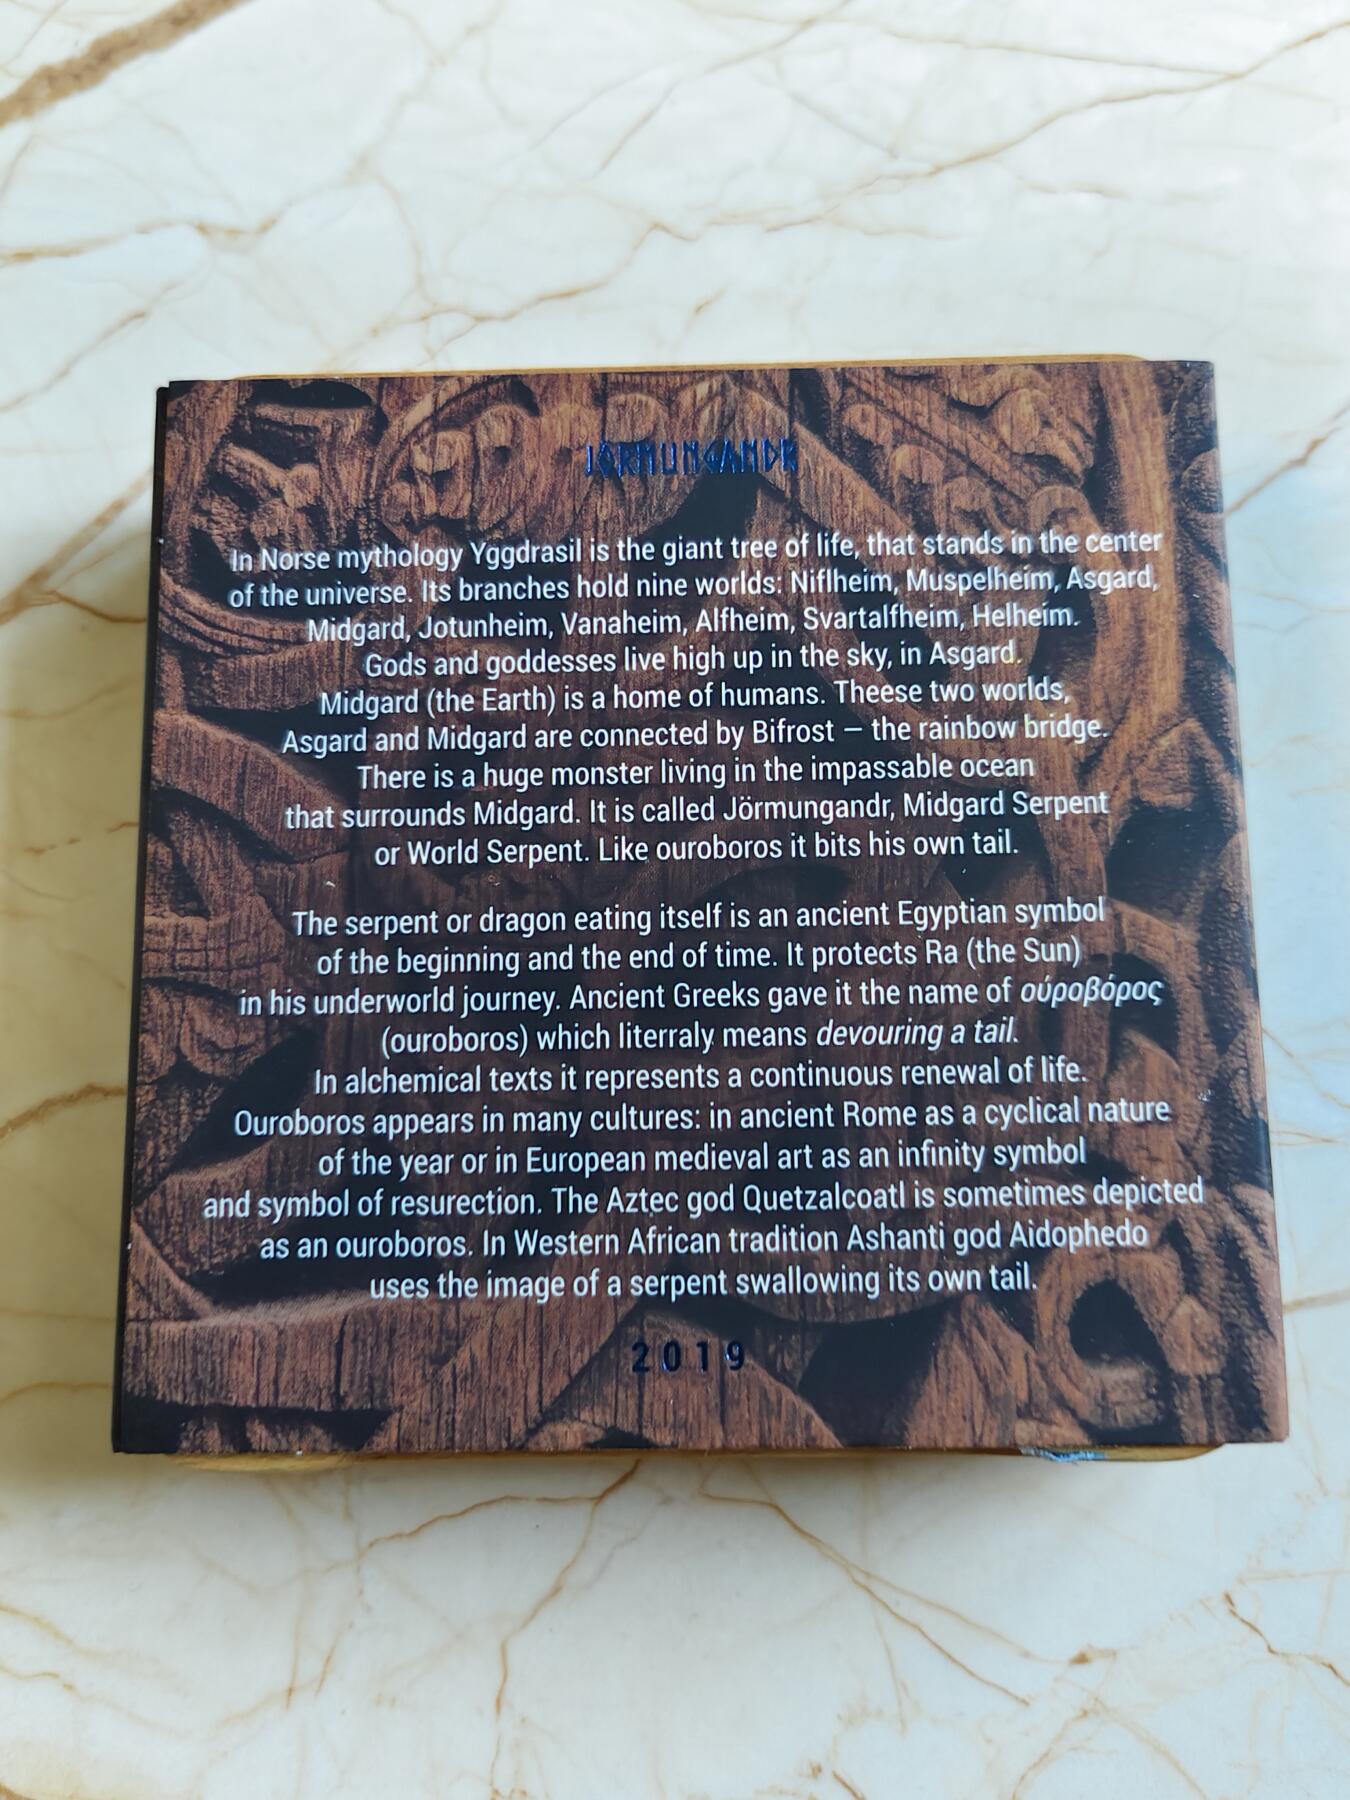 JÖRMUNGANDR
In Norse mythology Yggdrasil is the giant tree of life, that stands in the center
of the universe. Its branches hold nine worlds: Niflheim, Muspelheim, Asgard,
Midgard, Jotunheim, Vanaheim, Alfheim, Svartalfheim, Helheim.
Gods and goddesses live high up in the sky, in Asgard.
Midgard (the Earth) is a home of humans. Theese two worlds,
Asgard and Midgard are connected by Bifrost – the rainbow bridge.
There is a huge monster living in the impassable ocean
that surrounds Midgard. It is called Jörmungandr, Midgard Serpent
or World Serpent. Like ouroboros it bits his own tail.
The serpent or dragon eating itself is an ancient Egyptian symbol
of the beginning and the end of time. It protects Ra (the Sun)
in his underworld journey. Ancient Greeks gave it the name of ούροβόρος
(ouroboros) which literraly means devouring a tail.
In alchemical texts it represents a continuous renewal of life.
Ouroboros appears in many cultures: in ancient Rome as a cyclical nature
of the year or in European medieval art as an infinity symbol
and symbol of resurection. The Aztec god Quetzalcoatl is sometimes depicted
as an ouroboros. In Western African tradition Ashanti god Aidophedo
uses the image of a serpent swallowing its own tail.
2019